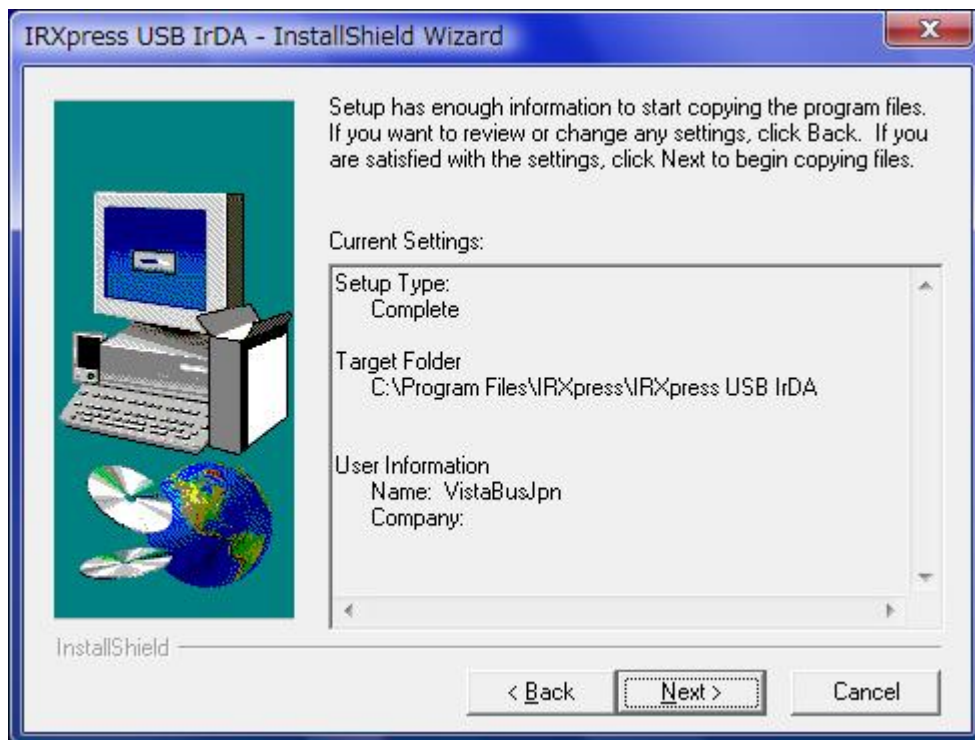 IRXpress USB IrDA - InstallShield Wizard
Setup has enough information to start copying the program files.
If you want to review or change any settings, click Back.  If you
are satisfied with the settings, click Next to begin copying files.
Current Settings:
Setup Type:
Complete
Target Folder
C:\Program Files\IRXpress\IRXpress USB IrDA
User Information
Name:  VistaBusJpn
Company:
InstallShield
< Back
Next >
Cancel